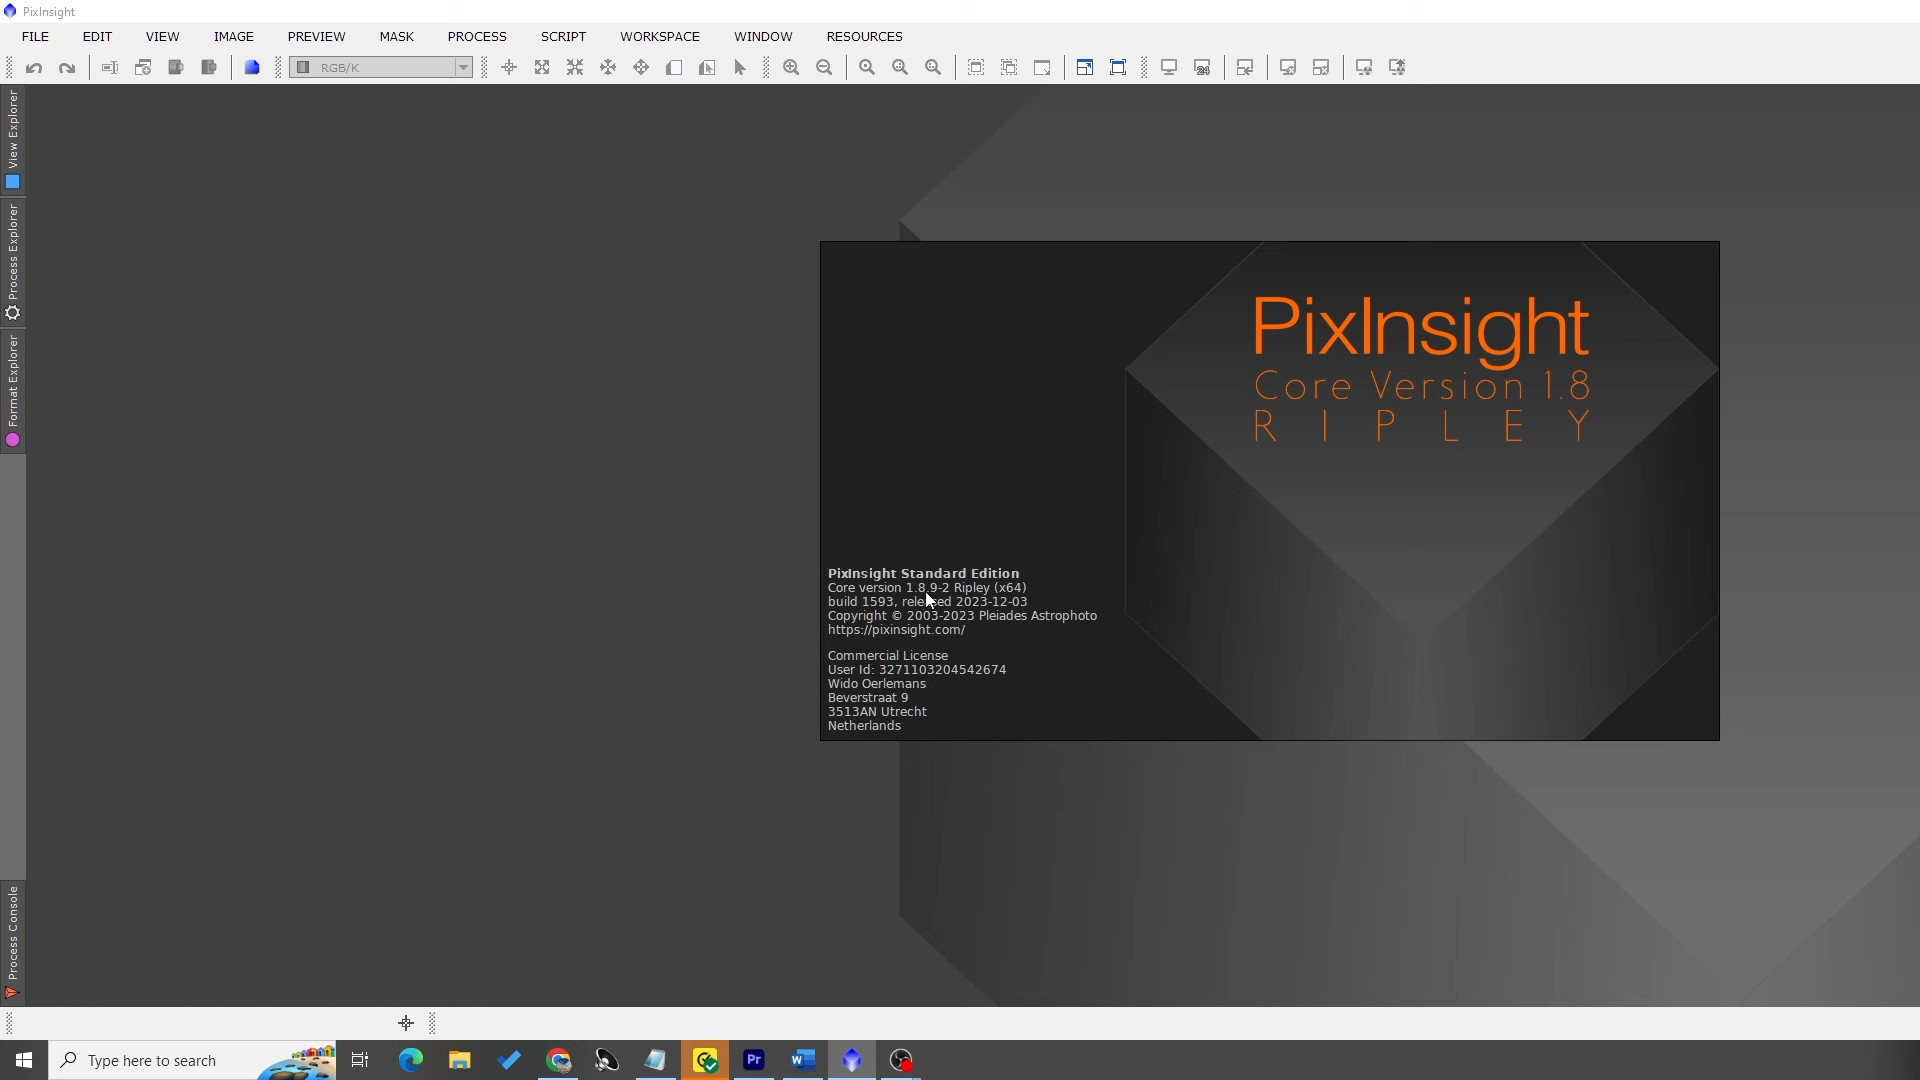 PixInsight
FILE EDIT VIEW IMAGE PREVIEW MASK PROCESS SCRIPT WORKSPACE WINDOW RESOURCES
RGB/K
View Explorer
Process Explorer
Format Explorer
PixInsight
Core Version 1.8
RIPLEY
PixInsight Standard Edition
Core version 1.8.9-2 Ripley (x64)
build 1593, released 2023-12-03
Copyright © 2003-2023 Pleiades Astrophoto
https://pixinsight.com/
Commercial License
User Id: 3271103204542674
Wido Oerlemans
Beverstraat 9
3513AN Utrecht
Netherlands
Process Console
Type here to search
Pr
W